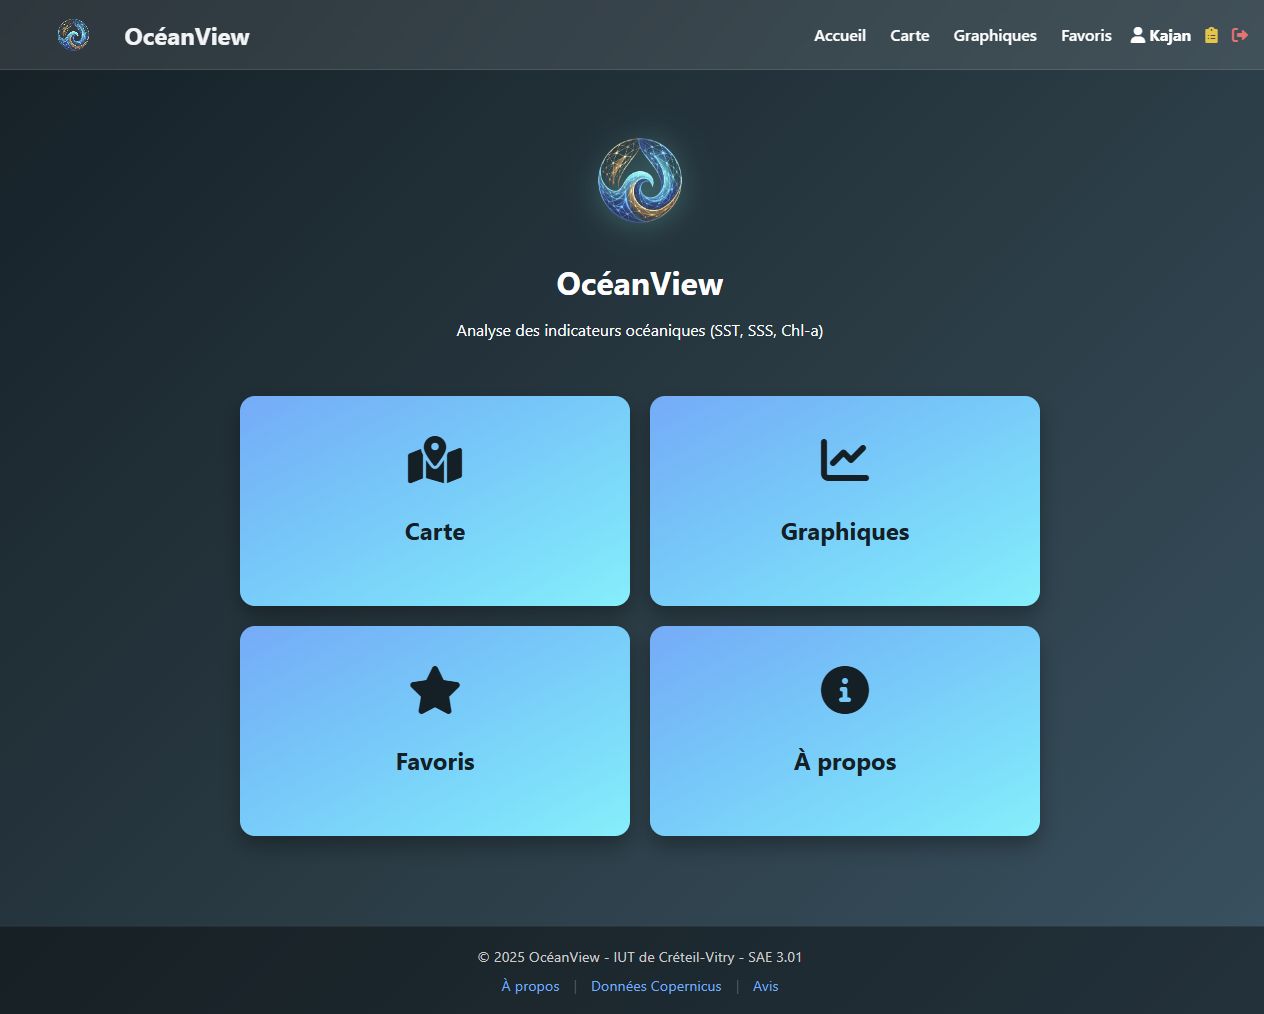 OcéanView
Accueil Carte Graphiques Favoris Kajan
OcéanView
Analyse des indicateurs océaniques (SST, SSS, Chl-a)
Carte
Graphiques
Favoris
À propos
© 2025 OcéanView - IUT de Créteil-Vitry - SAE 3.01
À propos | Données Copernicus | Avis